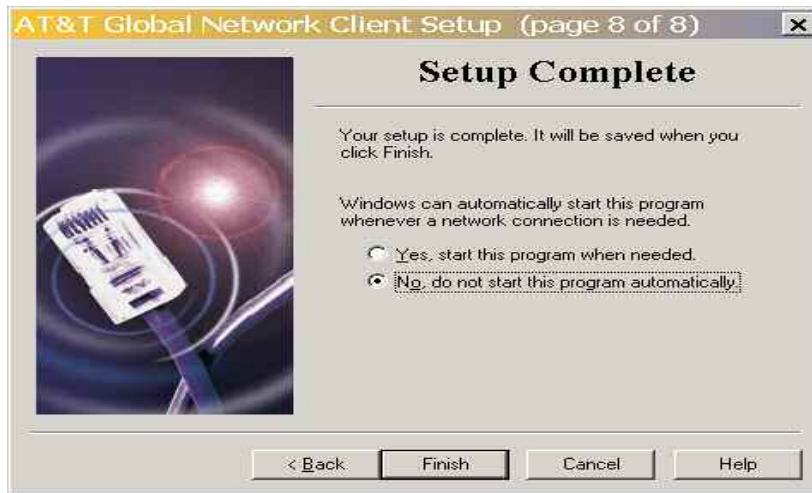 AT&T Global Network Client Setup (page 8 of 8)
Setup Complete
Your setup is complete. It will be saved when you
click Finish.
Windows can automatically start this program
whenever a network connection is needed.
Yes, start this program when needed.
No, do not start this program automatically.
< Back
Finish
Cancel
Help